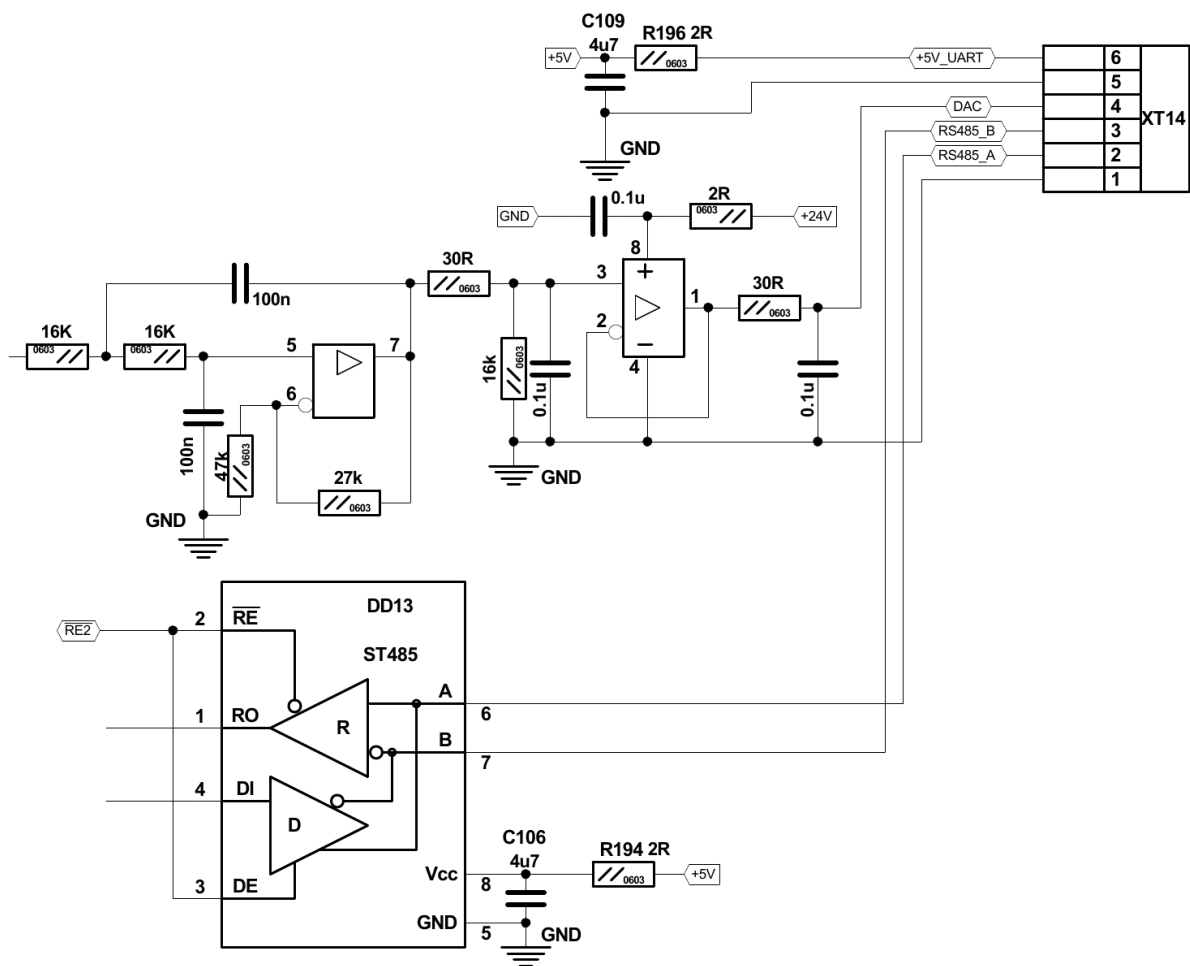 C109
4u7
R196 2R
+5V
0603
+5V_UART
6
5
DAC
4
XT14
RS485_B
3
GND
RS485_A
2
1
0.1u
2R
GND
0603
+24V
8
30R
3
+
30R
0603
1
0603
100n
2
16K
16K
5
7
−
0603
0603
4
16k
0603
0.1u
0.1u
6
100n
47k
0603
27k
0603
GND
GND
DD13
2
RE
RE2
ST485
A
1
RO
6
R
B
7
4
DI
D
C106
4u7
R194 2R
Vcc
8
0603
+5V
3
DE
GND
5
GND